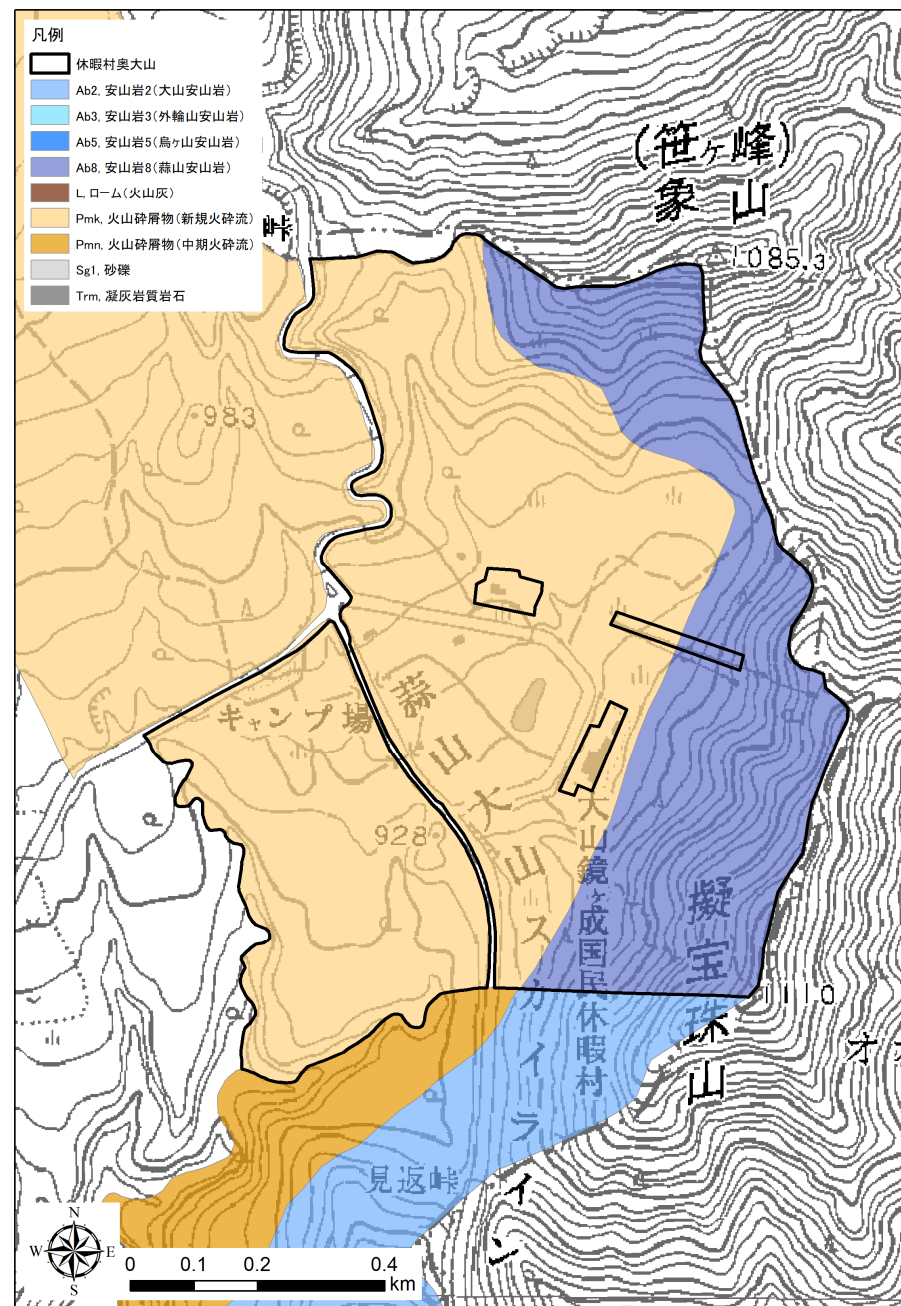 凡例
休暇村奥大山
Ab2, 安山岩2(大山安山岩)
Ab3, 安山岩3(外輪山安山岩)
Ab5, 安山岩5(烏ヶ山安山岩)
Ab8, 安山岩8(蒜山安山岩)
L, ローム(火山灰)
Pmk, 火山砕屑物(新規火砕流)
Pmn, 火山砕屑物(中期火砕流)
Sg1, 砂礫
Trm, 凝灰岩質岩石
(笹ヶ峰)
象山
峠
1085.3
983
キャンプ場
蒜山大山スカイライン
928
大山鏡ヶ成国民休暇村
擬宝珠山
1110
オ
見返峠
N
W
E
S
0 0.1 0.2 0.4
km